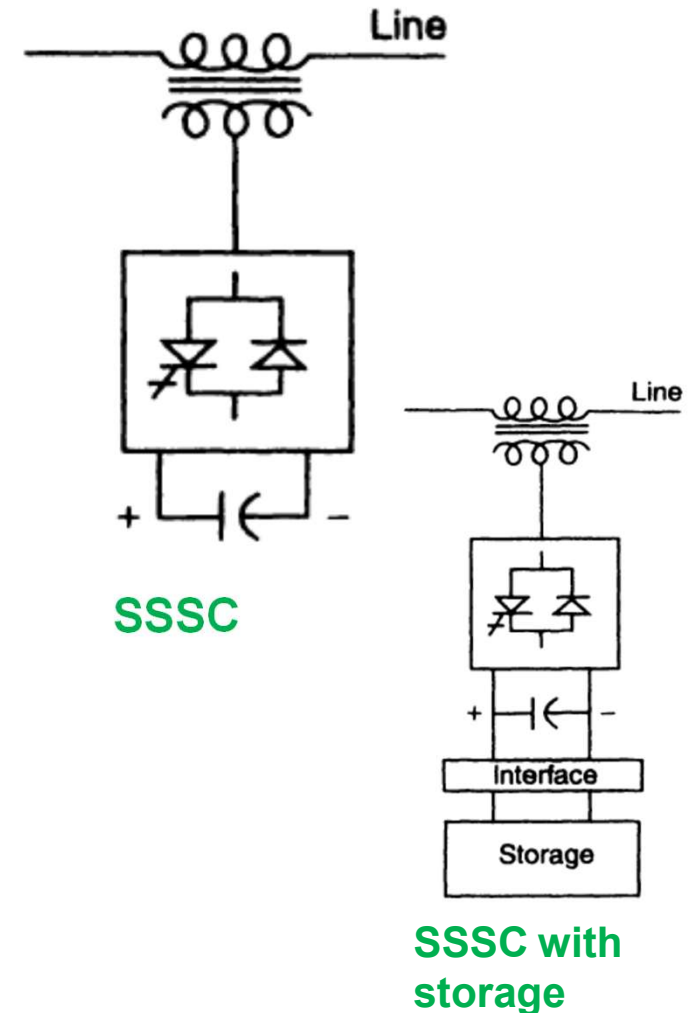 Line
+ −
SSSC
Line
+ −
Interface
Storage
SSSC with
storage